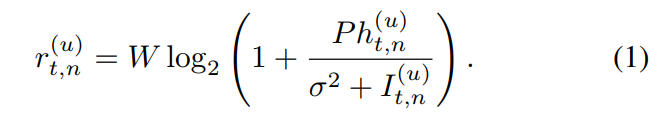 r_{t,n}^{(u)} = W \log_2 \left( 1 + \frac{P h_{t,n}^{(u)}}{\sigma^2 + I_{t,n}^{(u)}} \right). (1)